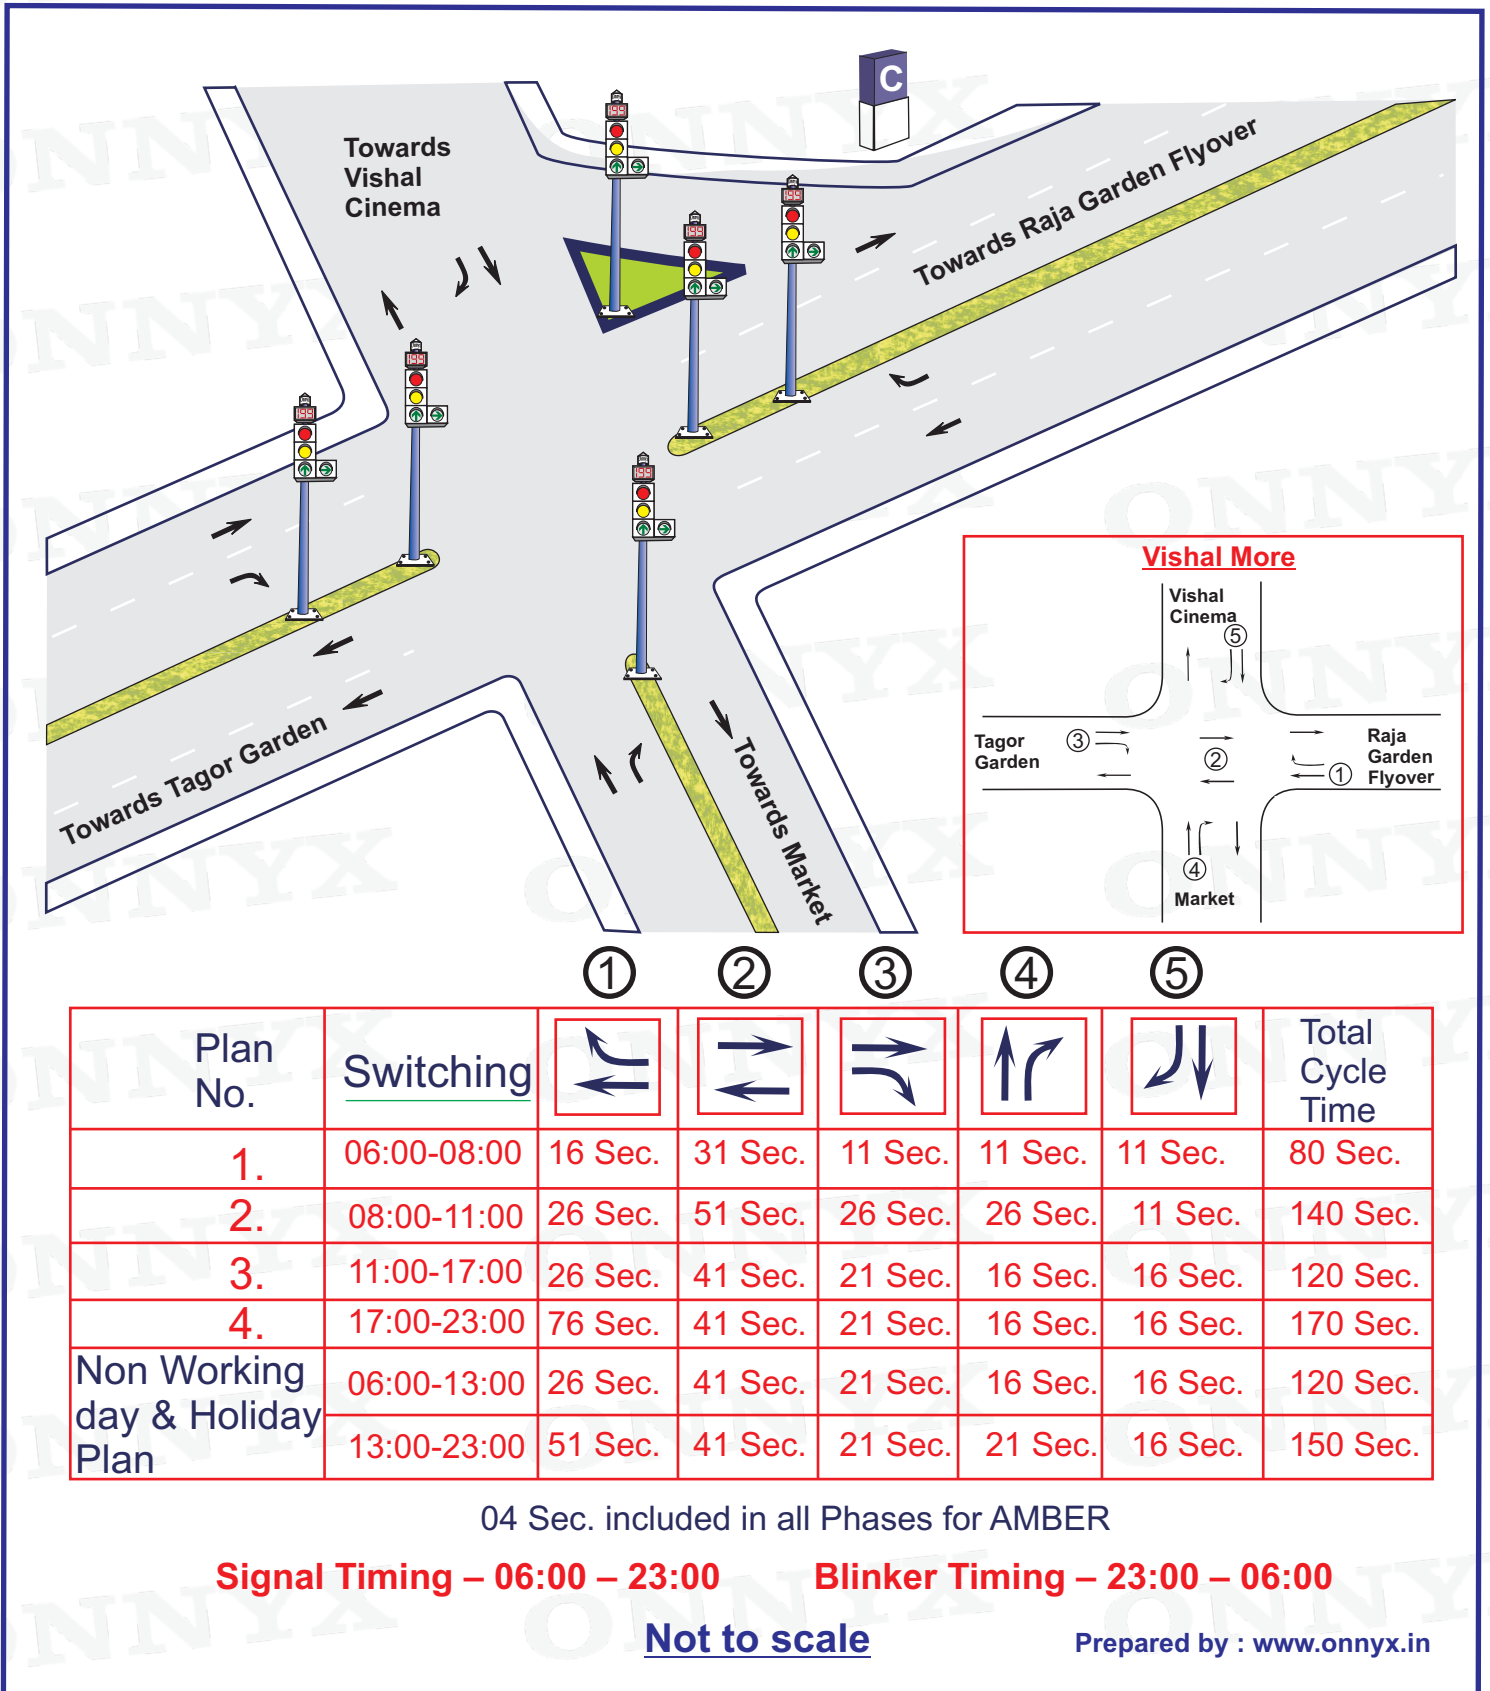 C
199
199
199
199
199
199
Towards
Vishal
Cinema
Towards Raja Garden Flyover
Towards Tagor Garden
Towards Market
Vishal More
Vishal
Cinema
5
Tagor
Garden
3
2
Raja
Garden
Flyover
1
4
Market
1 2 3 4 5
Plan
No.
Switching
Total
Cycle
Time
1. 06:00-08:00 16 Sec. 31 Sec. 11 Sec. 11 Sec. 11 Sec. 80 Sec.
2. 08:00-11:00 26 Sec. 51 Sec. 26 Sec. 26 Sec. 11 Sec. 140 Sec.
3. 11:00-17:00 26 Sec. 41 Sec. 21 Sec. 16 Sec. 16 Sec. 120 Sec.
4. 17:00-23:00 76 Sec. 41 Sec. 21 Sec. 16 Sec. 16 Sec. 170 Sec.
Non Working
day & Holiday
Plan
06:00-13:00 26 Sec. 41 Sec. 21 Sec. 16 Sec. 16 Sec. 120 Sec.
13:00-23:00 51 Sec. 41 Sec. 21 Sec. 21 Sec. 16 Sec. 150 Sec.
04 Sec. included in all Phases for AMBER
Signal Timing – 06:00 – 23:00 Blinker Timing – 23:00 – 06:00
Not to scale
Prepared by : www.onnyx.in
ONNYX